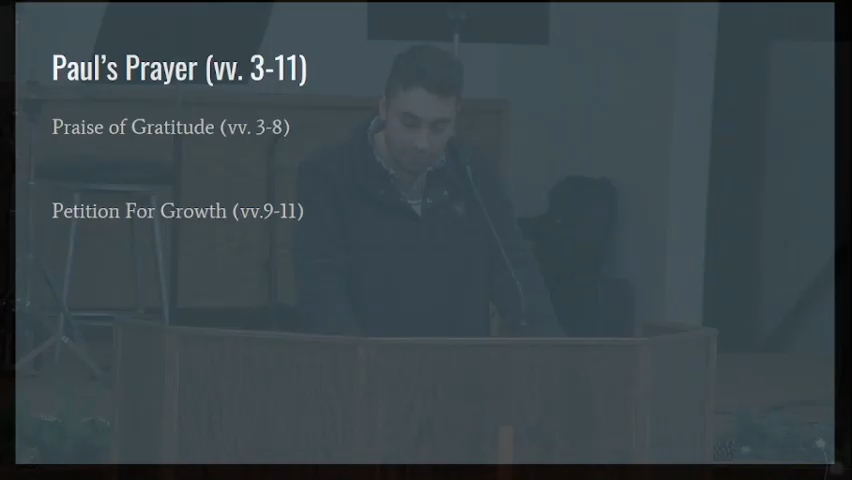 Paul’s Prayer (vv. 3-11)
Praise of Gratitude (vv. 3-8)
Petition For Growth (vv.9-11)